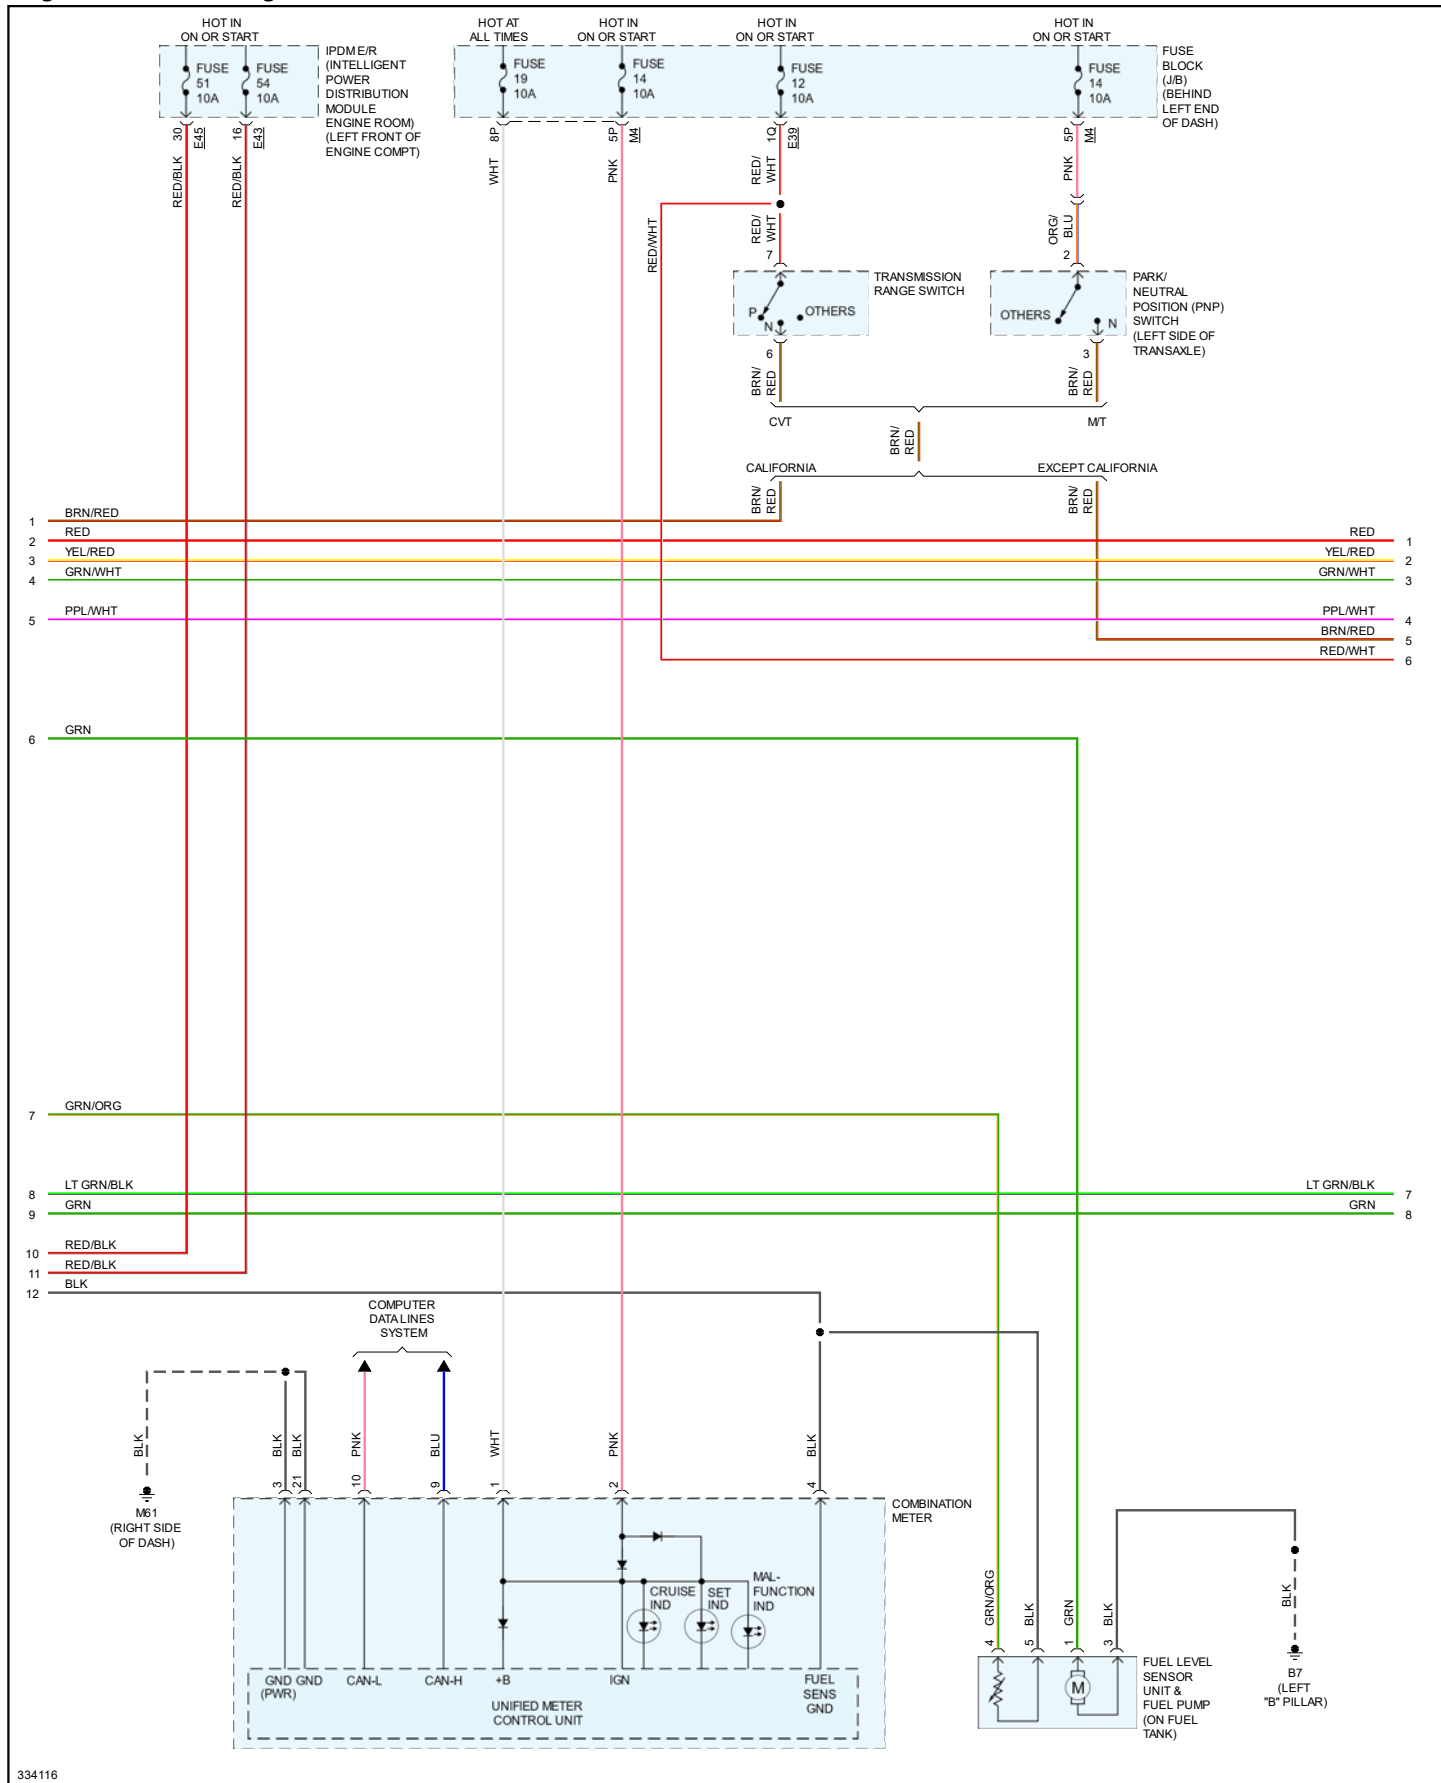 HOT IN
ON OR START
HOT AT
ALL TIMES
HOT IN
ON OR START
HOT IN
ON OR START
HOT IN
ON OR START
FUSE
51
10A
FUSE
54
10A
IPDM E/R
(INTELLIGENT
POWER
DISTRIBUTION
MODULE
ENGINE ROOM)
(LEFT FRONT OF
ENGINE COMPT)
FUSE
19
10A
FUSE
14
10A
FUSE
12
10A
FUSE
14
10A
FUSE
BLOCK
(J/B)
(BEHIND
LEFT END
OF DASH)
30
E45
16
E43
8P
5P
M4
1Q
E39
5P
M4
RED/BLK
RED/BLK
WHT
PNK
RED/
WHT
PNK
RED/WHT
RED/
WHT
ORG/
BLU
7
2
TRANSMISSION
RANGE SWITCH
P
N
OTHERS
OTHERS
N
PARK/
NEUTRAL
POSITION (PNP)
SWITCH
(LEFT SIDE OF
TRANSAXLE)
6
3
BRN/
RED
BRN/
RED
CVT
M/T
BRN/
RED
CALIFORNIA
EXCEPT CALIFORNIA
BRN/
RED
BRN/
RED
1 BRN/RED
2 RED
RED 1
3 YEL/RED
YEL/RED 2
4 GRN/WHT
GRN/WHT 3
5 PPL/WHT
PPL/WHT 4
BRN/RED 5
RED/WHT 6
6 GRN
7 GRN/ORG
8 LT GRN/BLK
LT GRN/BLK 7
9 GRN
GRN 8
10 RED/BLK
11 RED/BLK
12 BLK
COMPUTER
DATA LINES
SYSTEM
BLK
BLK
BLK
PNK
BLU
WHT
PNK
BLK
3
21
10
9
1
2
4
M61
(RIGHT SIDE
OF DASH)
COMBINATION
METER
CRUISE
IND
SET
IND
MAL-
FUNCTION
IND
GND
(PWR)
GND
CAN-L
CAN-H
+B
IGN
FUEL
SENS
GND
UNIFIED METER
CONTROL UNIT
GRN/ORG
BLK
GRN
BLK
BLK
4
5
1
3
M
FUEL LEVEL
SENSOR
UNIT &
FUEL PUMP
(ON FUEL
TANK)
B7
(LEFT
"B" PILLAR)
334116